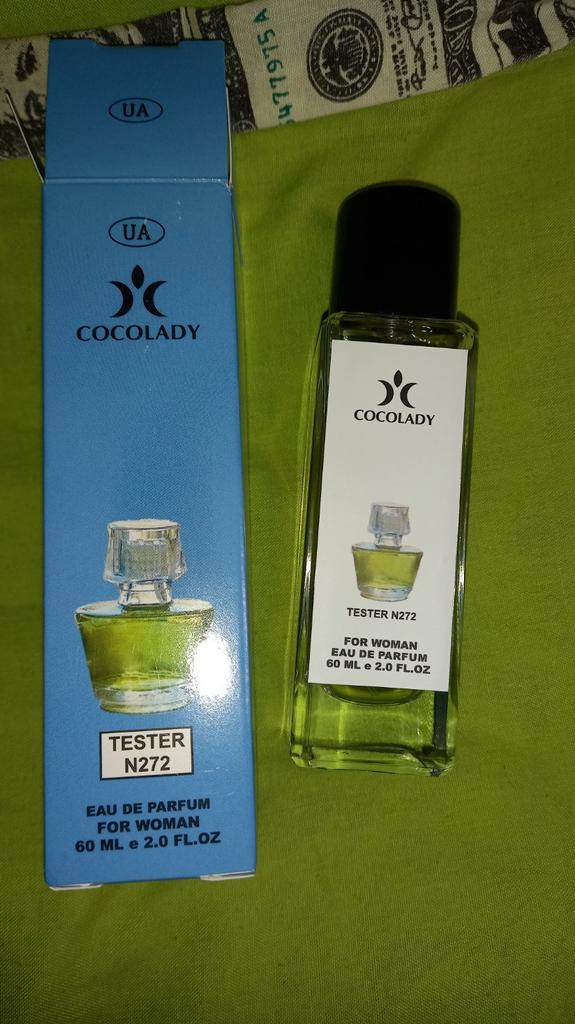 477975A
UA
UA
COCOLADY
TESTER
N272
EAU DE PARFUM
FOR WOMAN
60 ML e 2.0 FL.OZ
COCOLADY
TESTER N272
FOR WOMAN
EAU DE PARFUM
60 ML e 2.0 FL.OZ